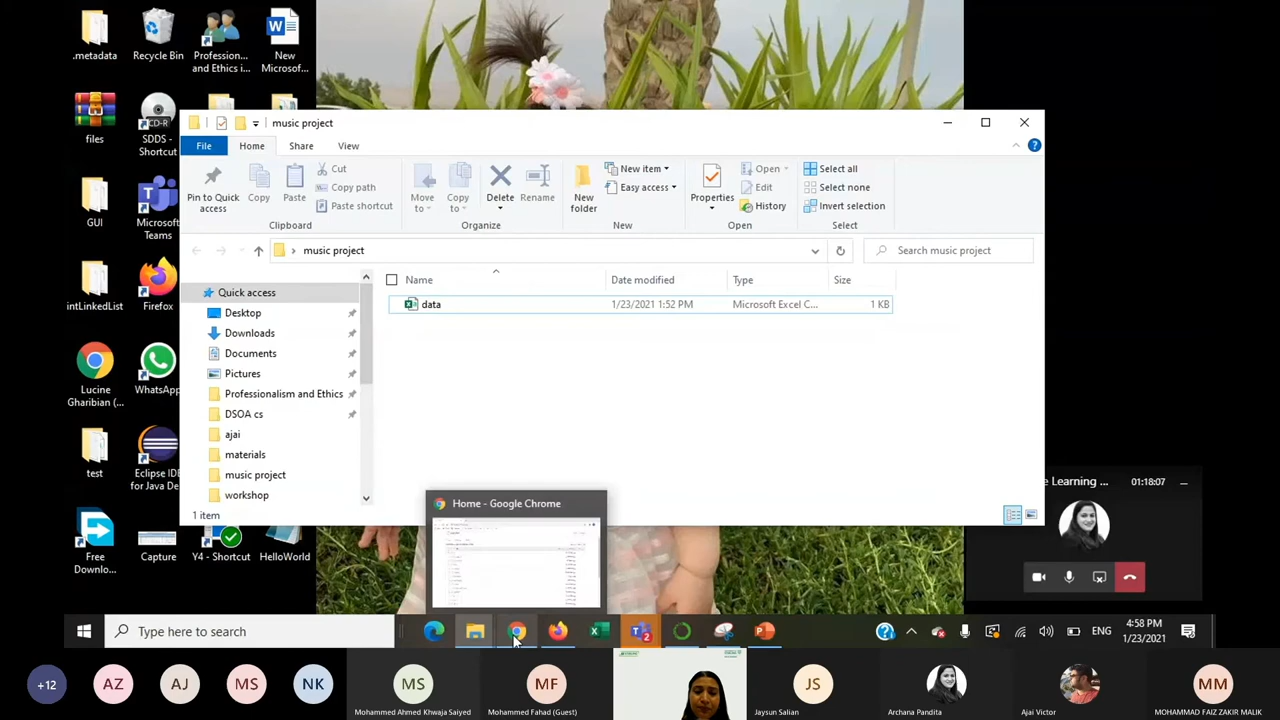 .metadata
Recycle Bin
Profession...
and Ethics i...
New
Microsof...
files
SDDS -
Shortcut
CD-R
GUI
Microsoft
Teams
intLinkedList
Firefox
Lucine
Gharibian (...
WhatsApp
test
Eclipse IDE
for Java De...
Free
Downlo...
Capture
Y4 - Shortcut
HelloWorld
music project
File
Home
Share
View
Pin to Quick
access
Copy
Paste
Cut
Copy path
Paste shortcut
Clipboard
Move
to
Copy
to
Delete
Rename
Organize
New
folder
New item
Easy access
New
Properties
Open
Edit
History
Open
Select all
Select none
Invert selection
Select
music project
Search music project
Name
Date modified
Type
Size
data
1/23/2021 1:52 PM
Microsoft Excel C...
1 KB
Quick access
Desktop
Downloads
Documents
Pictures
Professionalism and Ethics
DSOA cs
ajai
materials
music project
workshop
1 item
Home - Google Chrome
e Learning ...
01:18:07
Type here to search
2
ENG
4:58 PM
1/23/2021
+12
AZ
AJ
MS
NK
MS
Mohammed Ahmed Khwaja Saiyed
MF
Mohammed Fahad (Guest)
JS
Jaysun Salian
Archana Pandita
Ajai Victor
MM
MOHAMMAD FAIZ ZAKIR MALIK